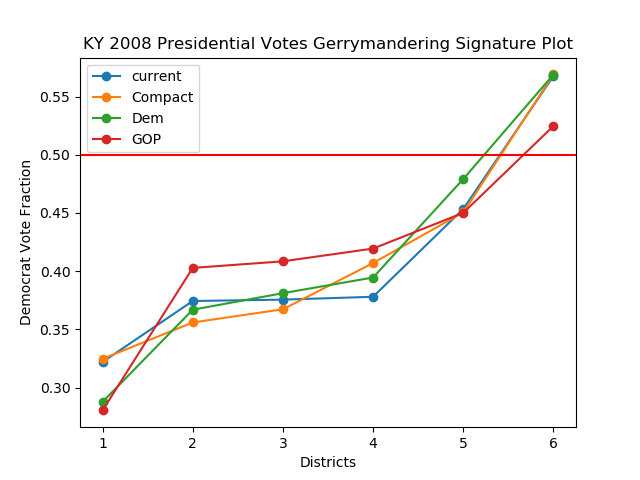 KY 2008 Presidential Votes Gerrymandering Signature Plot
current
Compact
Dem
GOP
0.55
0.50
0.45
0.40
0.35
0.30
Democrat Vote Fraction
1 2 3 4 5 6
Districts